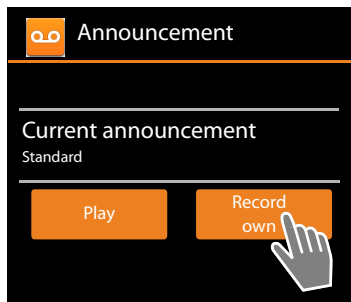 Announcement
Current announcement
Standard
Play
Record
own